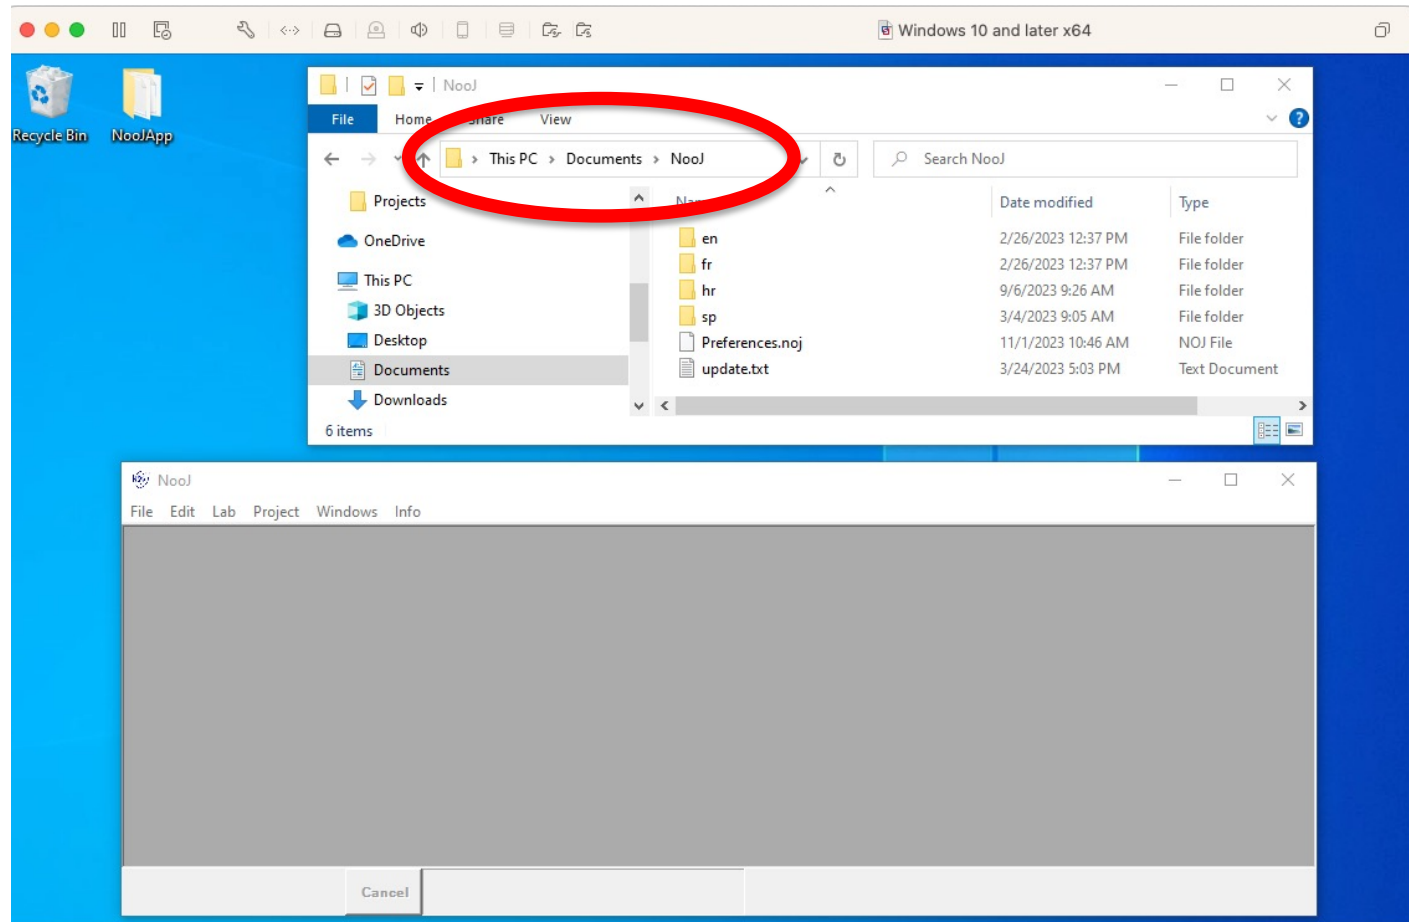 Windows 10 and later x64
Recycle Bin
NooJApp
NooJ
File Home Share View
This PC > Documents > NooJ
Search NooJ
Projects
OneDrive
This PC
3D Objects
Desktop
Documents
Downloads
Name Date modified Type
en 2/26/2023 12:37 PM File folder
fr 2/26/2023 12:37 PM File folder
hr 9/6/2023 9:26 AM File folder
sp 3/4/2023 9:05 AM File folder
Preferences.noj 11/1/2023 10:46 AM NOJ File
update.txt 3/24/2023 5:03 PM Text Document
6 items
NooJ
File Edit Lab Project Windows Info
Cancel